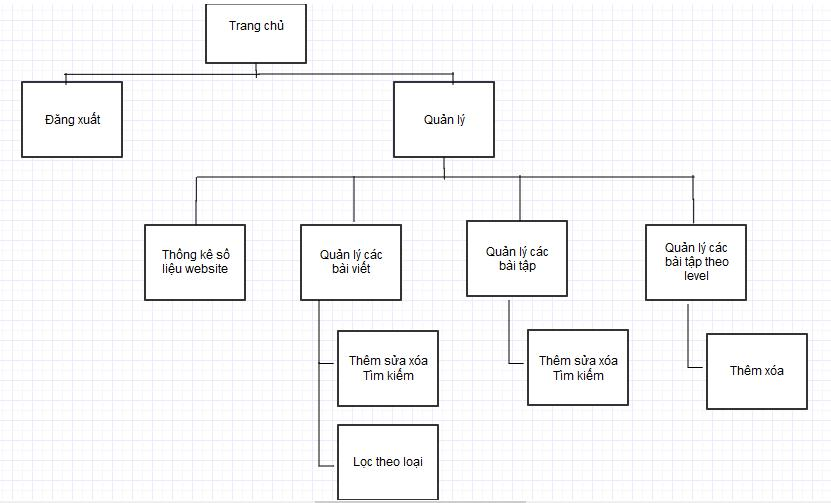 Trang chủ
Đăng xuất
Quản lý
Thống kê số
liệu website
Quản lý các
bài viết
Quản lý các
bài tập
Quản lý các
bài tập theo
level
Thêm sửa xóa
Tìm kiếm
Thêm sửa xóa
Tìm kiếm
Thêm xóa
Lọc theo loại